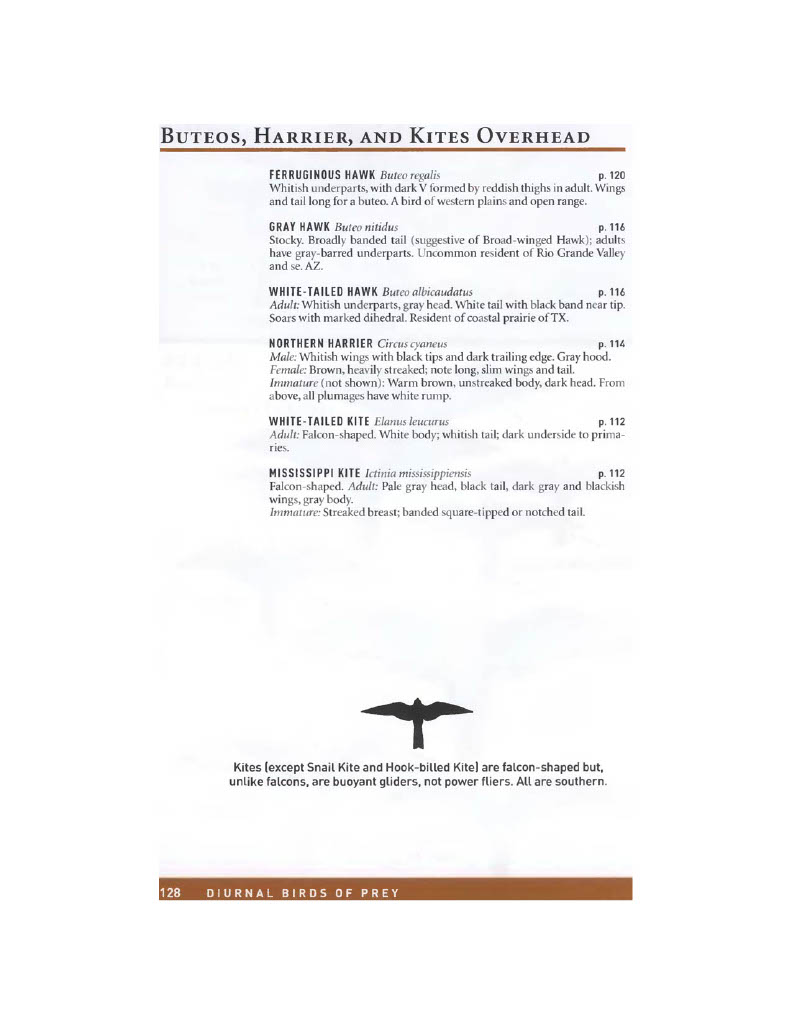 BUTEOS, HARRIER, AND KITES OVERHEAD
FERRUGINOUS HAWK Buteo regalis p. 120
Whitish underparts, with dark V formed by reddish thighs in adult. Wings
and tail long for a buteo. A bird of western plains and open range.
GRAY HAWK Buteo nitidus p. 116
Stocky. Broadly banded tail (suggestive of Broad-winged Hawk); adults
have gray-barred underparts. Uncommon resident of Rio Grande Valley
and se. AZ.
WHITE-TAILED HAWK Buteo albicaudatus p. 116
Adult: Whitish underparts, gray head. White tail with black band near tip.
Soars with marked dihedral. Resident of coastal prairie of TX.
NORTHERN HARRIER Circus cyaneus p. 114
Male: Whitish wings with black tips and dark trailing edge. Gray hood.
Female: Brown, heavily streaked; note long, slim wings and tail.
Immature (not shown): Warm brown, unstreaked body, dark head. From
above, all plumages have white rump.
WHITE-TAILED KITE Elanus leucurus p. 112
Adult: Falcon-shaped. White body; whitish tail; dark underside to prima-
ries.
MISSISSIPPI KITE Ictinia mississippiensis p. 112
Falcon-shaped. Adult: Pale gray head, black tail, dark gray and blackish
wings, gray body.
Immature: Streaked breast; banded square-tipped or notched tail.
Kites (except Snail Kite and Hook-billed Kite) are falcon-shaped but,
unlike falcons, are buoyant gliders, not power fliers. All are southern.
128 DIURNAL BIRDS OF PREY